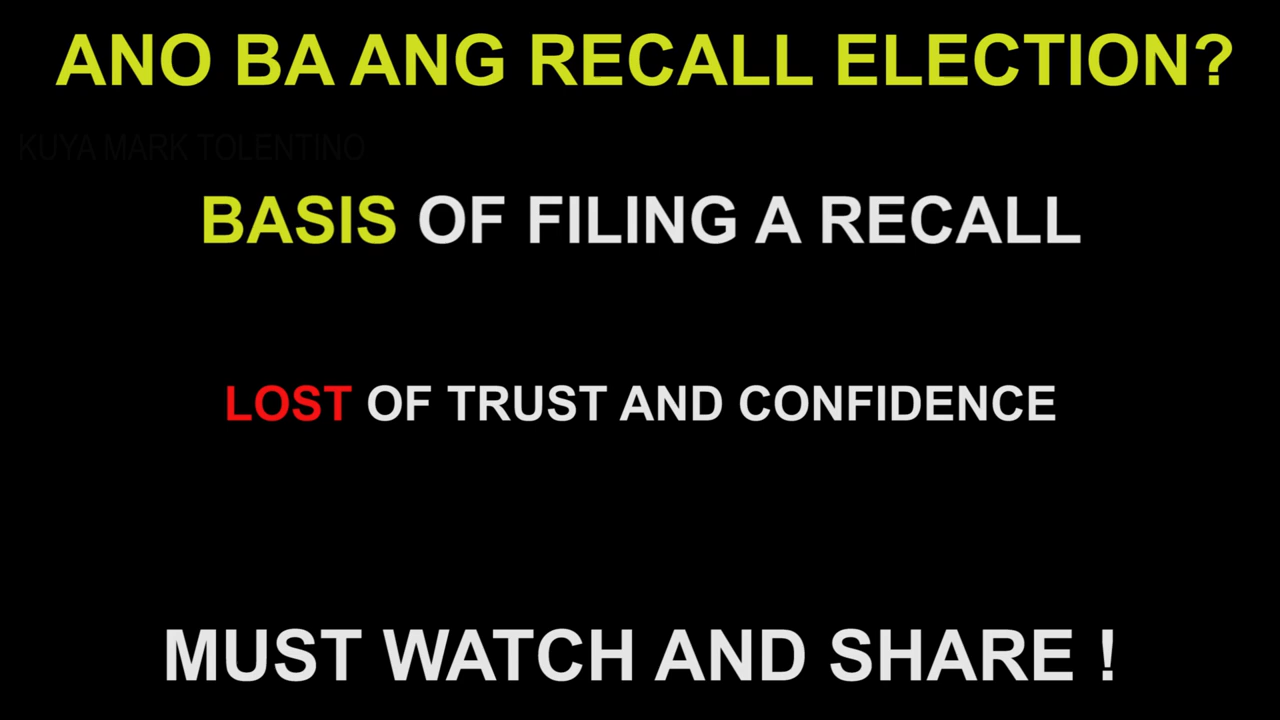 ANO BA ANG RECALL ELECTION?
KUYA MARK TOLENTINO
BASIS OF FILING A RECALL
LOST OF TRUST AND CONFIDENCE
MUST WATCH AND SHARE !